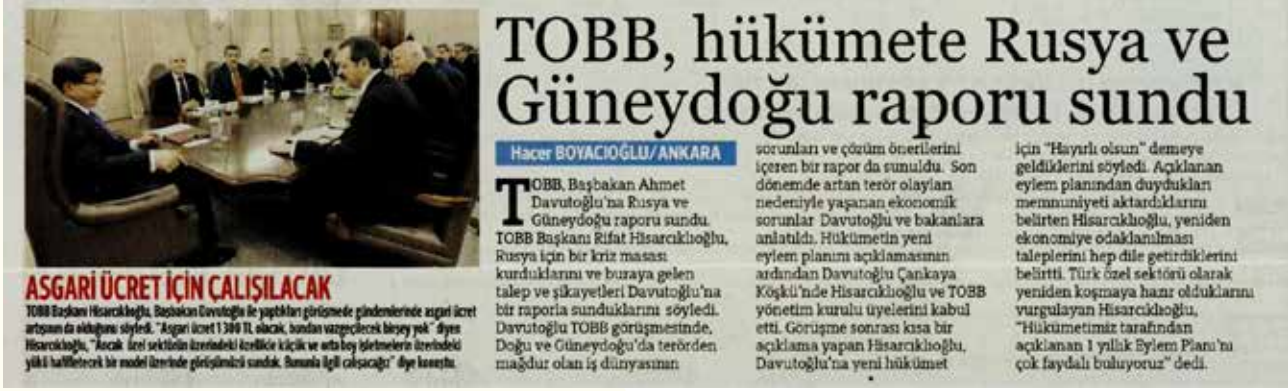 TOBB, hükümete Rusya ve
Güneydoğu raporu sundu
Hacer BOYACIOĞLU/ANKARA
TOBB, Başbakan Ahmet
Davutoğlu'na Rusya ve
Güneydoğu raporu sundu.
TOBB Başkanı Rifat Hisarcıklıoğlu,
Rusya için bir kriz masası
kurduklarını ve buraya gelen
talep ve şikayetleri Davutoğlu'na
bir raporla sunduklarını söyledi.
Davutoğlu TOBB görüşmesinde,
Doğu ve Güneydoğu'da terörden
mağdur olan iş dünyasının
sorunları ve çözüm önerilerini
içeren bir rapor da sunuldu. Son
dönemde artan terör olayları
nedeniyle yaşanan ekonomik
sorunlar Davutoğlu ve bakanlara
anlatıldı. Hükümetin yeni
eylem planını açıklamasının
ardından Davutoğlu Çankaya
Köşkü'nde Hisarcıklıoğlu ve TOBB
yönetim kurulu üyelerini kabul
etti. Görüşme sonrası kısa bir
açıklama yapan Hisarcıklıoğlu,
Davutoğlu'na yeni hükümet
için "Hayırlı olsun" demeye
geldiklerini söyledi. Açıklanan
eylem planından duydukları
memnuniyeti aktardıklarını
belirten Hisarcıklıoğlu, yeniden
ekonomiye odaklanılması
taleplerini hep dile getirdiklerini
belirtti. Türk özel sektörü olarak
yeniden koşmaya hazır olduklarını
vurgulayan Hisarcıklıoğlu,
"Hükümetimiz tarafından
açıklanan 1 yıllık Eylem Planı'nı
çok faydalı buluyoruz" dedi.
ASGARİ ÜCRET İÇİN ÇALIŞILACAK
TOBB Başkanı Hisarcıklıoğlu, Başbakan Davutoğlu ile yaptıkları görüşmede gündemlerinde asgari ücret
artışının da olduğunu söyledi. "Asgari ücret 1300 TL olacak, bundan vazgeçilecek birşey yok" diyen
Hisarcıklıoğlu, "Ancak özel sektörün üzerindeki özellikle küçük ve orta boy işletmelerin üzerindeki
yükü hafifletecek bir model üzerinde görüşümüzü sunduk. Bununla ilgili çalışacağız" diye konuştu.